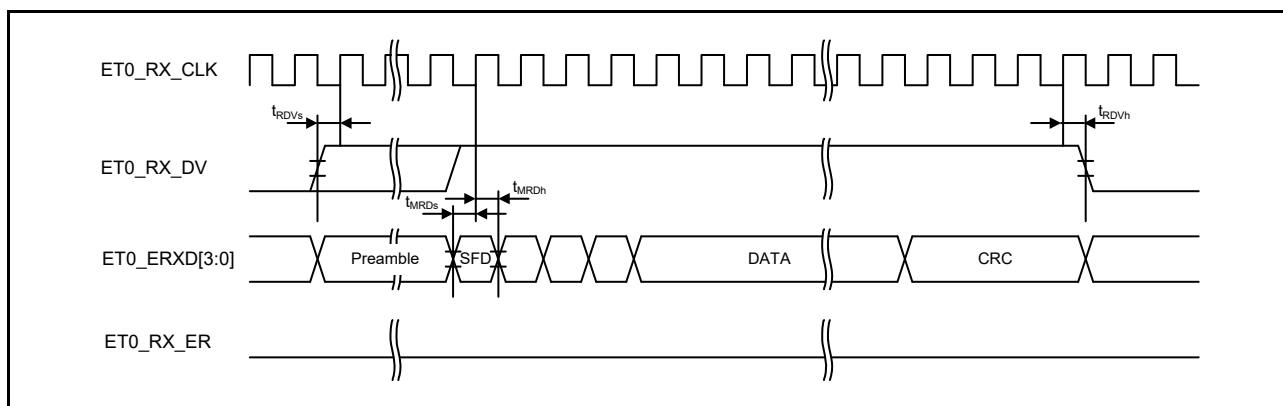 ET0_RX_CLK
tRDVs
tRDVh
ET0_RX_DV
tMRDh
tMRDs
ET0_ERXD[3:0]
Preamble
SFD
DATA
CRC
ET0_RX_ER